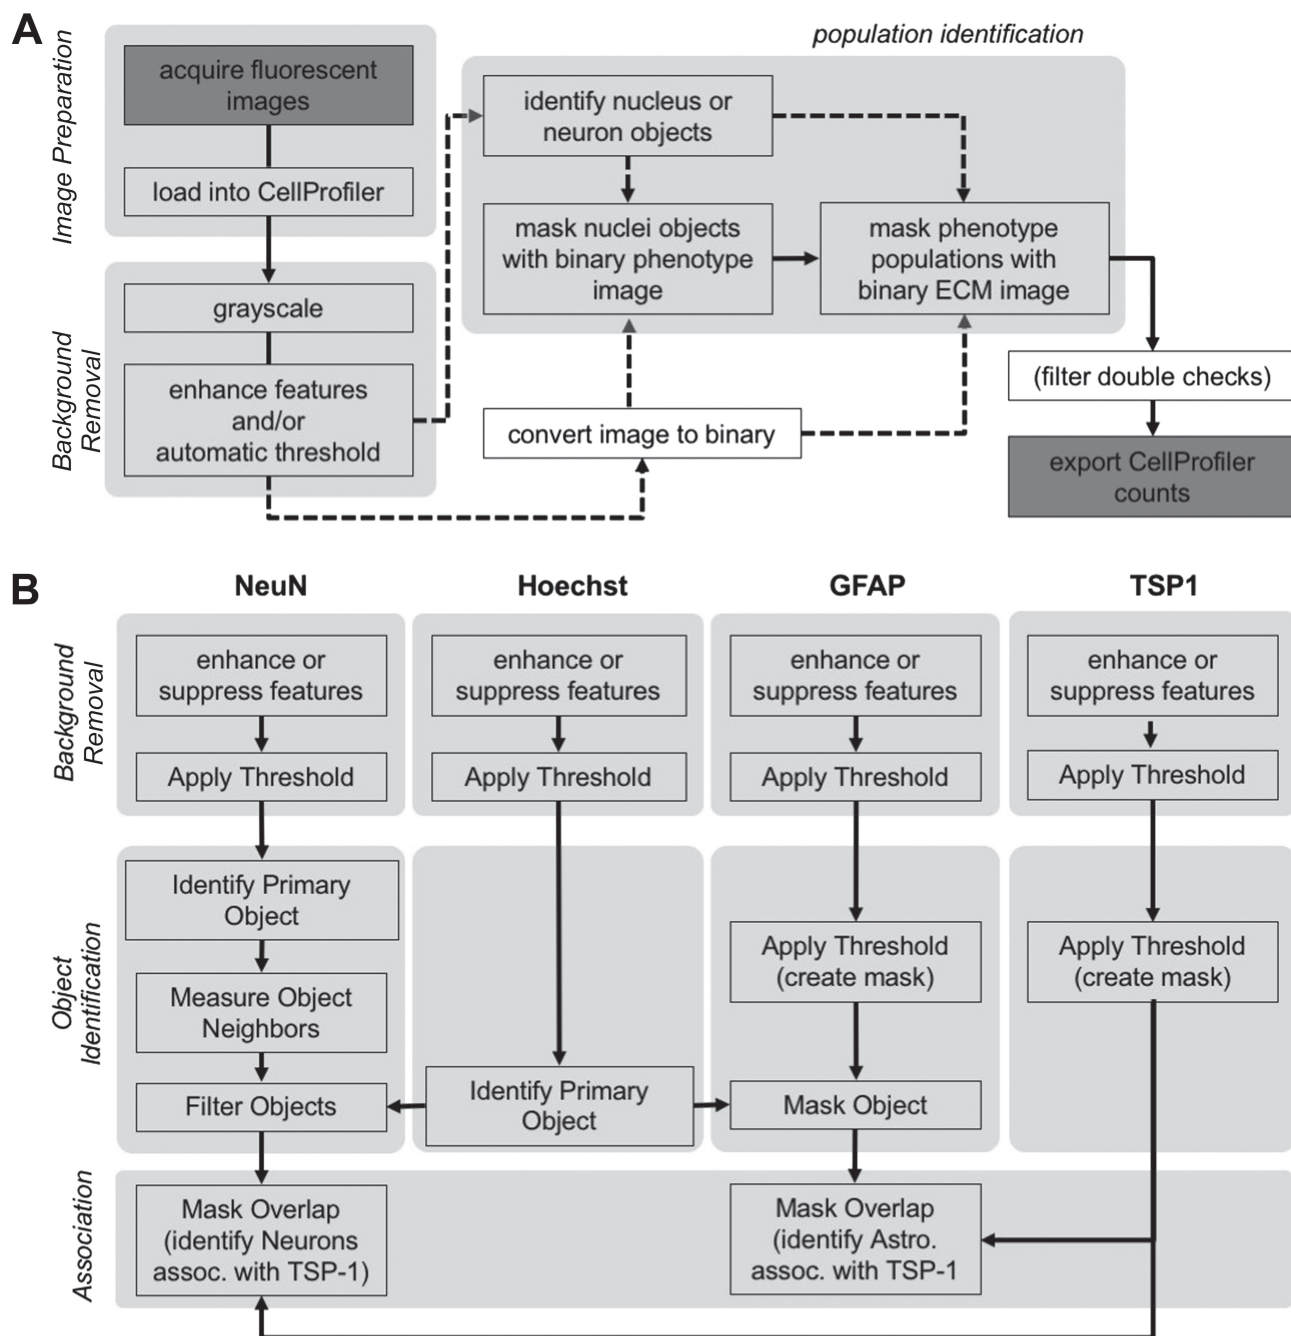 A
Image Preparation
acquire fluorescent
images
load into CellProfiler
Background
Removal
grayscale
enhance features
and/or
automatic threshold
population identification
identify nucleus or
neuron objects
mask nuclei objects
with binary phenotype
image
mask phenotype
populations with
binary ECM image
convert image to binary
(filter double checks)
export CellProfiler
counts
B
NeuN
Hoechst
GFAP
TSP1
Background
Removal
enhance or
suppress features
enhance or
suppress features
enhance or
suppress features
enhance or
suppress features
Apply Threshold
Apply Threshold
Apply Threshold
Apply Threshold
Object
Identification
Identify Primary
Object
Measure Object
Neighbors
Filter Objects
Identify Primary
Object
Apply Threshold
(create mask)
Mask Object
Apply Threshold
(create mask)
Association
Mask Overlap
(identify Neurons
assoc. with TSP-1)
Mask Overlap
(identify Astro.
assoc. with TSP-1